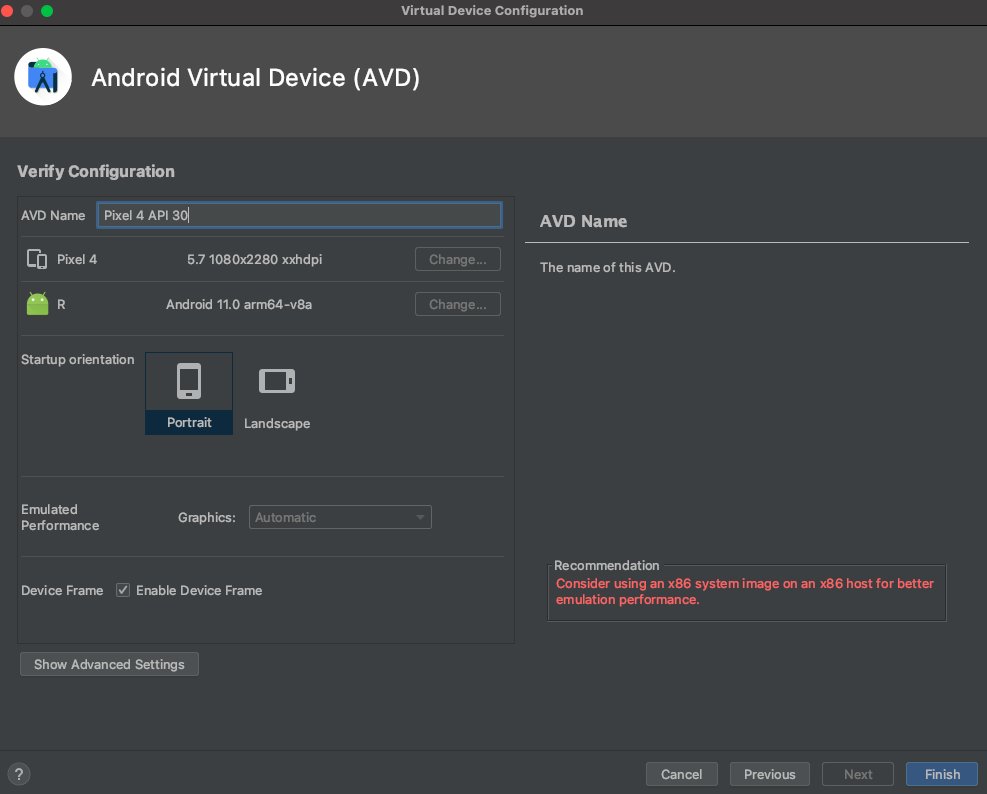 Virtual Device Configuration
Android Virtual Device (AVD)
Verify Configuration
AVD Name Pixel 4 API 30
Pixel 4 5.7 1080x2280 xxhdpi Change...
R Android 11.0 arm64-v8a Change...
Startup orientation
Portrait
Landscape
Emulated
Performance
Graphics: Automatic
Device Frame Enable Device Frame
Show Advanced Settings
AVD Name
The name of this AVD.
Recommendation
Consider using an x86 system image on an x86 host for better
emulation performance.
? Cancel Previous Next Finish